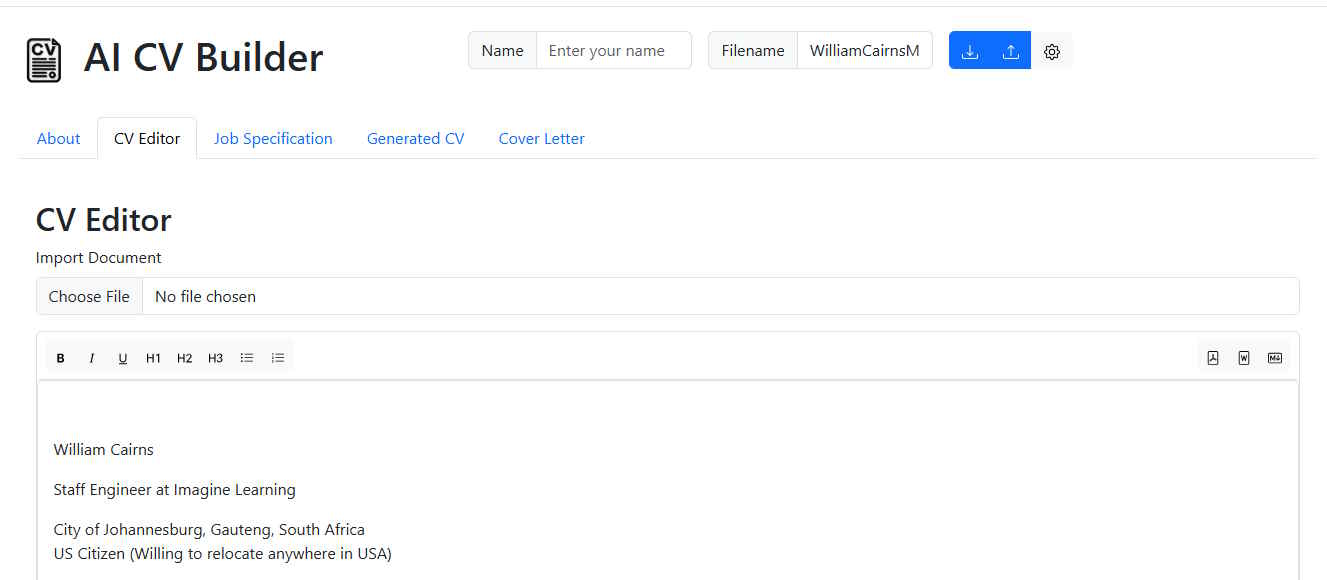 CV
AI CV Builder
Name
Enter your name
Filename
WilliamCairnsM
About
CV Editor
Job Specification
Generated CV
Cover Letter
CV Editor
Import Document
Choose File
No file chosen
B
I
U
H1
H2
H3
W
M
William Cairns
Staff Engineer at Imagine Learning
City of Johannesburg, Gauteng, South Africa
US Citizen (Willing to relocate anywhere in USA)